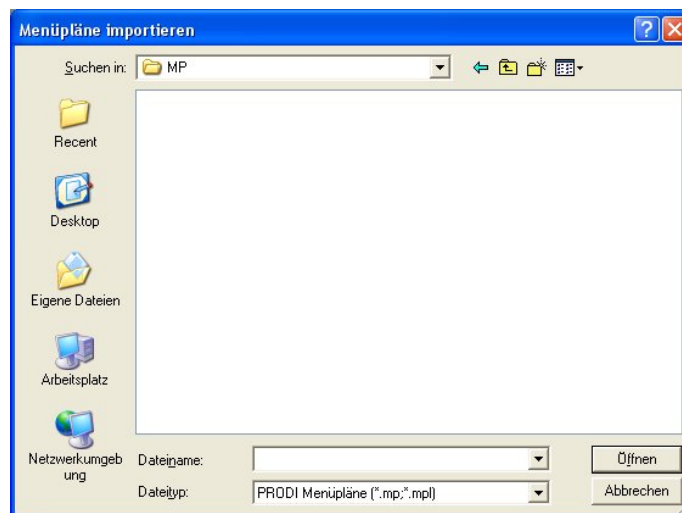 Menüpläne importieren
Suchen in:
MP
Recent
Desktop
Eigene Dateien
Arbeitsplatz
Netzwerkumgeb
ung
Dateiname:
Öffnen
Dateityp:
PRODI Menüpläne (*.mp;*.mpl)
Abbrechen